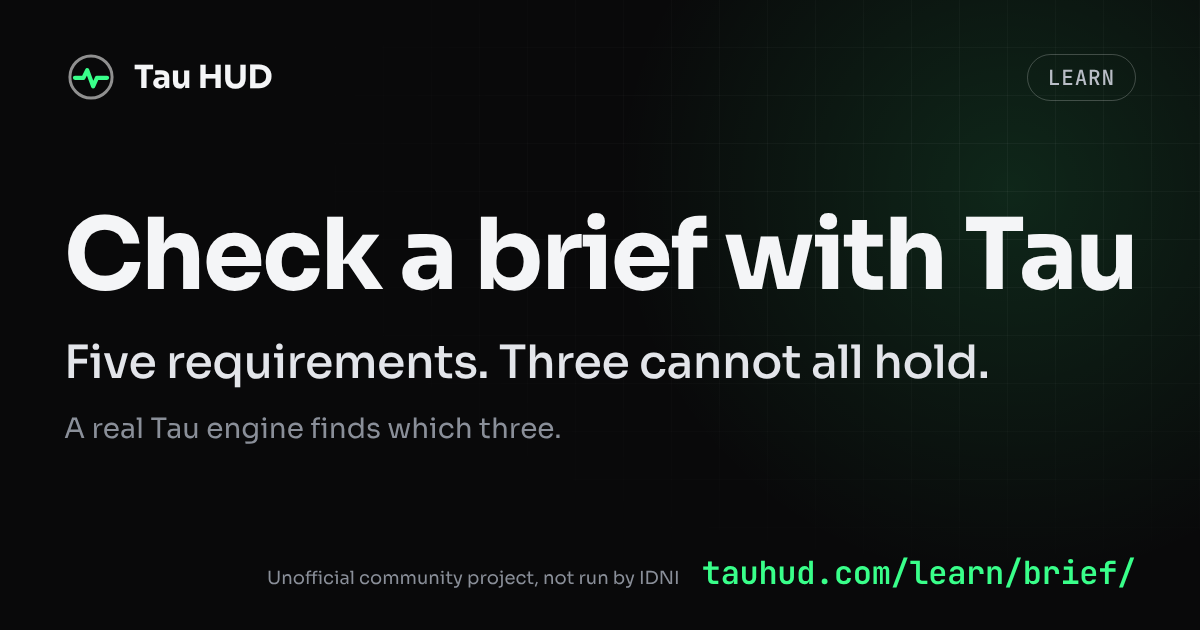 Tau HUD
LEARN
Check a brief with Tau
Five requirements. Three cannot all hold.
A real Tau engine finds which three.
Unofficial community project, not run by IDNI
tauhud.com/learn/brief/